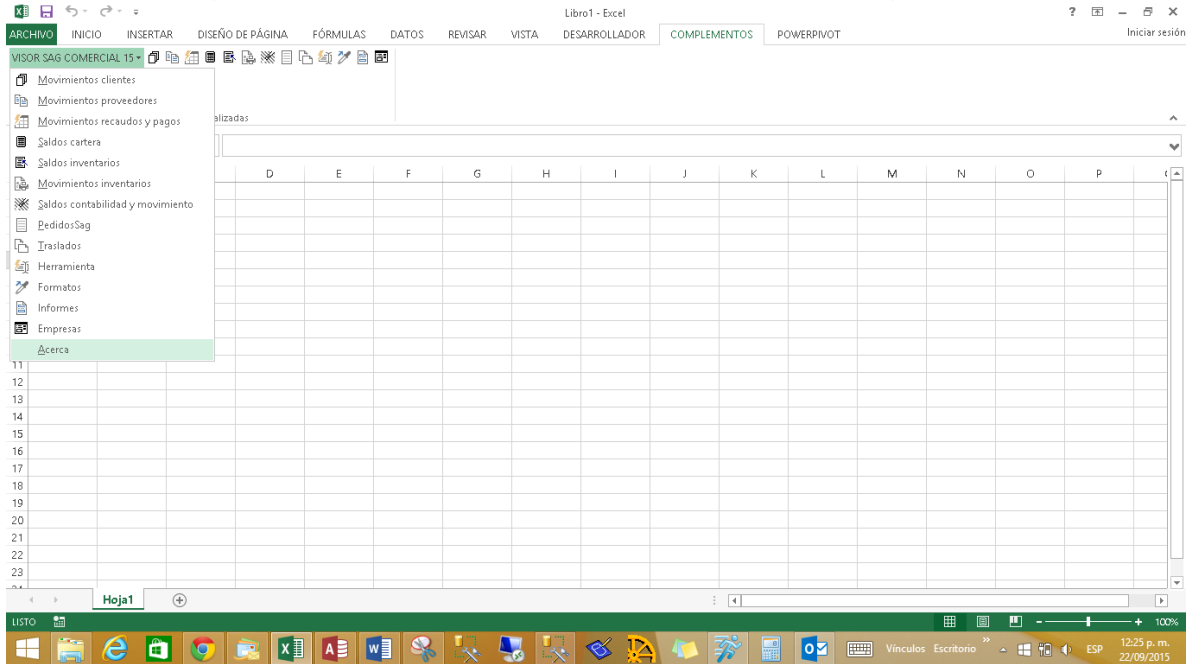 Libro1 - Excel
?
ARCHIVO INICIO INSERTAR DISEÑO DE PÁGINA FÓRMULAS DATOS REVISAR VISTA DESARROLLADOR COMPLEMENTOS POWERPIVOT Iniciar sesión
VISOR SAG COMERCIAL 15
Movimientos clientes
Movimientos proveedores
Movimientos recaudos y pagos
alizadas
Saldos cartera
Saldos inventarios
D E F G H I J K L M N O P
Movimientos inventarios
Saldos contabilidad y movimiento
PedidosSag
Traslados
Herramienta
Formatos
Informes
Empresas
Acerca
11
12
13
14
15
16
17
18
19
20
21
22
23
Hoja1
LISTO 100%
Vínculos Escritorio » ESP 12:25 p. m.
22/09/2015